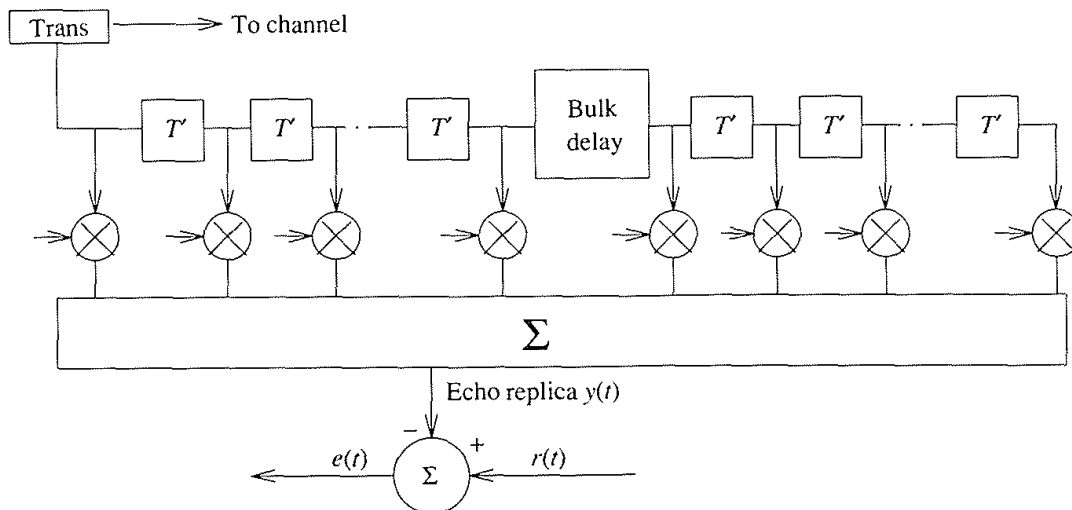 Trans
To channel
T′ T′ T′ Bulk delay T′ T′ T′
Σ
Echo replica y(t)
− +
e(t) Σ r(t)